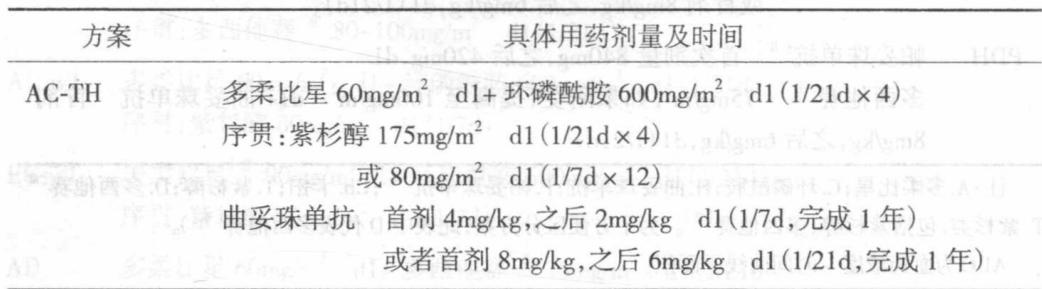 方案 具体用药剂量及时间
AC-TH 多柔比星 60mg/m² d1+ 环磷酰胺 600mg/m² d1(1/21d×4)
序贯:紫杉醇 175mg/m² d1(1/21d×4)
或 80mg/m² d1(1/7d×12)
曲妥珠单抗 首剂 4mg/kg,之后 2mg/kg d1(1/7d,完成 1 年)
或者首剂 8mg/kg,之后 6mg/kg d1(1/21d,完成 1 年)